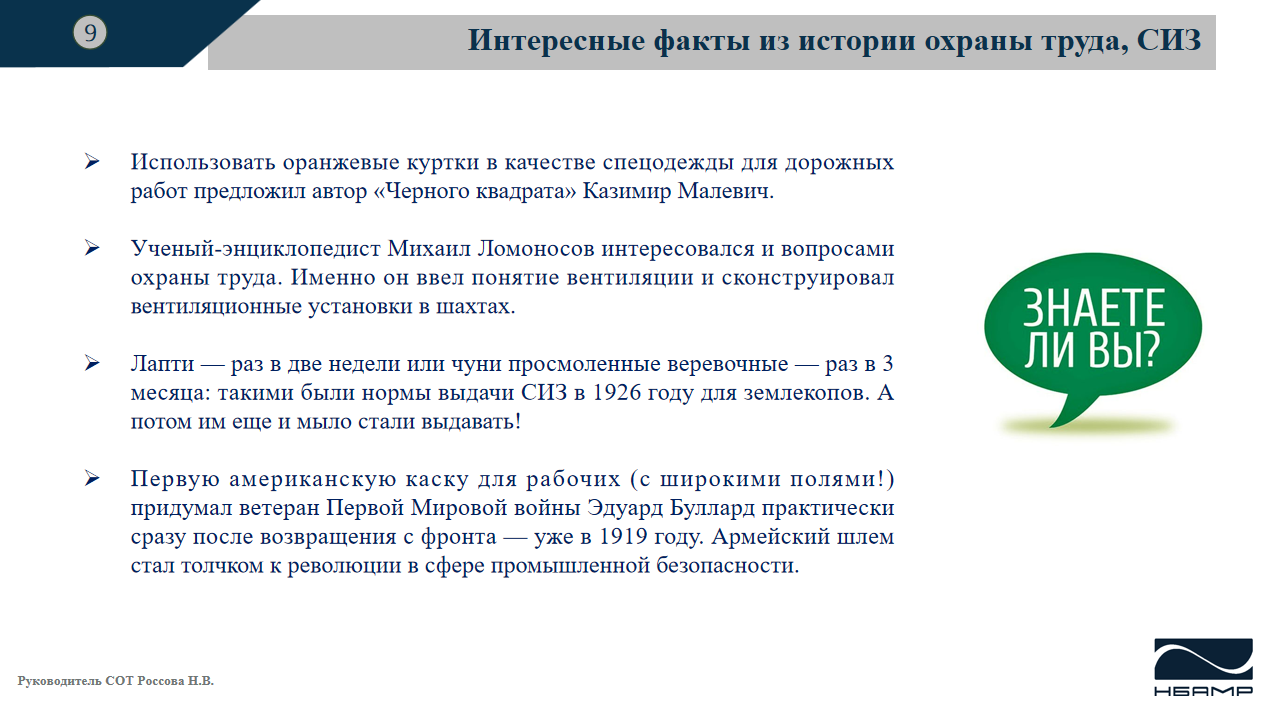 9
Интересные факты из истории охраны труда, СИЗ
➢ Использовать оранжевые куртки в качестве спецодежды для дорожных
работ предложил автор «Черного квадрата» Казимир Малевич.
➢ Ученый-энциклопедист Михаил Ломоносов интересовался и вопросами
охраны труда. Именно он ввел понятие вентиляции и сконструировал
вентиляционные установки в шахтах.
➢ Лапти — раз в две недели или чуни просмоленные веревочные — раз в 3
месяца: такими были нормы выдачи СИЗ в 1926 году для землекопов. А
потом им еще и мыло стали выдавать!
➢ Первую американскую каску для рабочих (с широкими полями!)
придумал ветеран Первой Мировой войны Эдуард Буллард практически
сразу после возвращения с фронта — уже в 1919 году. Армейский шлем
стал толчком к революции в сфере промышленной безопасности.
ЗНАЕТЕ
ЛИ ВЫ?
Руководитель СОТ Россова Н.В.
НБАМР